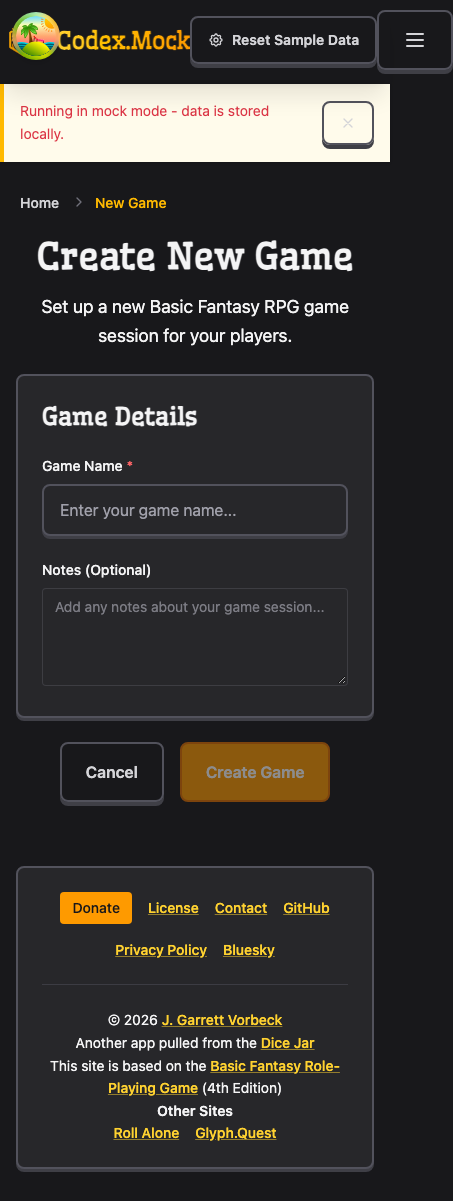 Codex.Mock
Reset Sample Data
Running in mock mode - data is stored
locally.
Home
New Game
Create New Game
Set up a new Basic Fantasy RPG game
session for your players.
Game Details
Game Name *
Enter your game name...
Notes (Optional)
Add any notes about your game session...
Cancel
Create Game
Donate License Contact GitHub
Privacy Policy Bluesky
© 2026 J. Garrett Vorbeck
Another app pulled from the Dice Jar
This site is based on the Basic Fantasy Role-
Playing Game (4th Edition)
Other Sites
Roll Alone Glyph.Quest